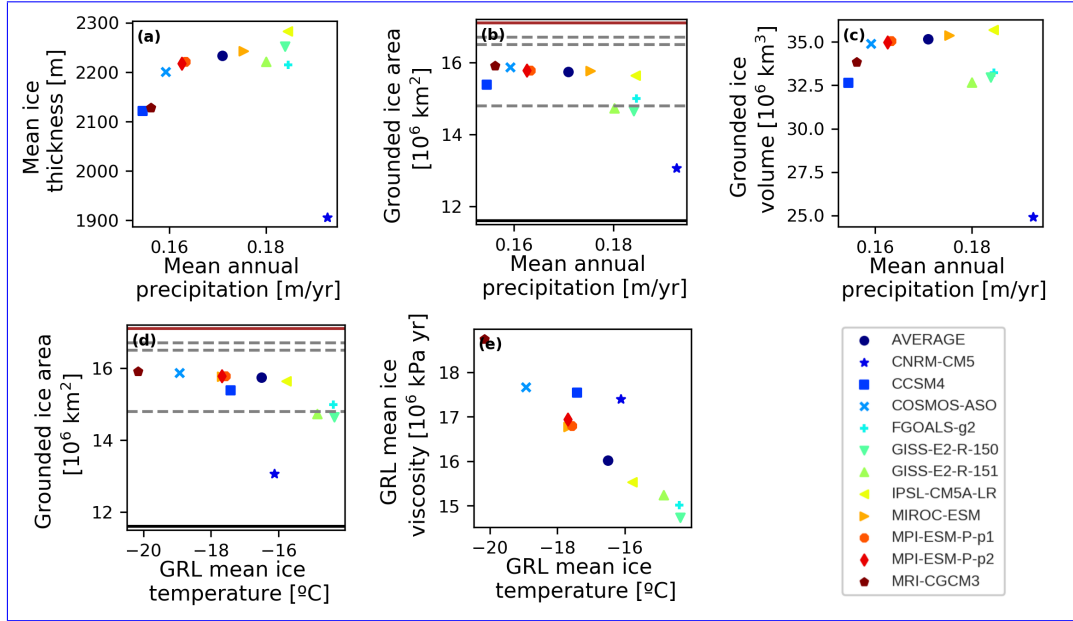 (a)
2300
2200
2100
2000
1900
0.16
0.18
Mean ice
thickness [m]
Mean annual
precipitation [m/yr]
(b)
16
14
12
0.16
0.18
Grounded ice area
[10⁶ km²]
Mean annual
precipitation [m/yr]
(c)
35.0
32.5
30.0
27.5
25.0
0.16
0.18
Grounded ice
volume [10⁶ km³]
Mean annual
precipitation [m/yr]
(d)
16
14
12
−20
−18
−16
Grounded ice area
[10⁶ km²]
GRL mean ice
temperature [ºC]
(e)
18
17
16
15
−20
−18
−16
GRL mean ice
viscosity [10⁶ kPa yr]
GRL mean ice
temperature [ºC]
AVERAGE
CNRM-CM5
CCSM4
COSMOS-ASO
FGOALS-g2
GISS-E2-R-150
GISS-E2-R-151
IPSL-CM5A-LR
MIROC-ESM
MPI-ESM-P-p1
MPI-ESM-P-p2
MRI-CGCM3